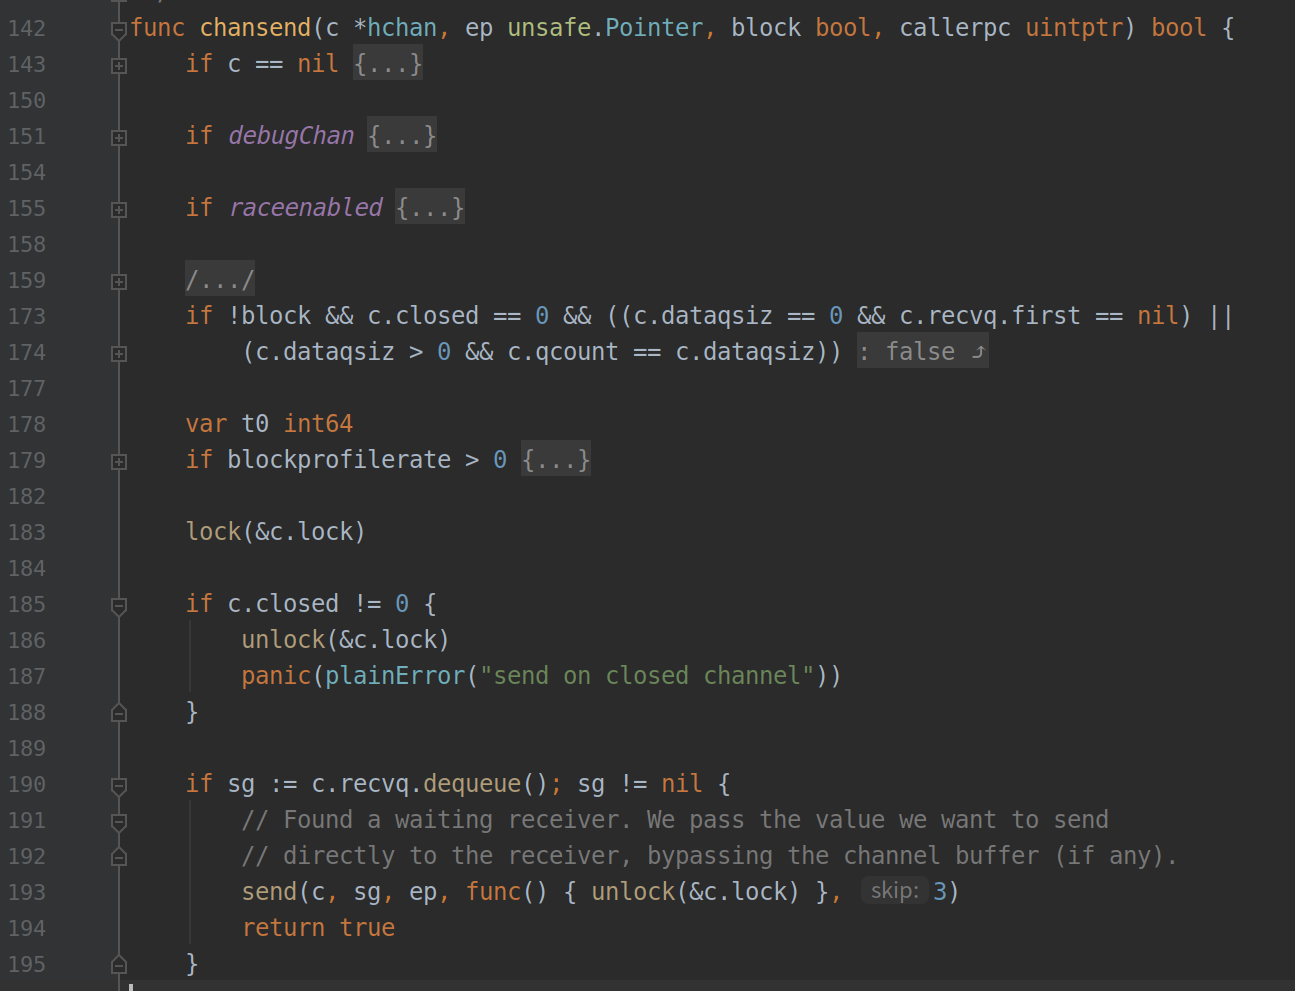 142 func chansend(c *hchan, ep unsafe.Pointer, block bool, callerpc uintptr) bool {
143 if c == nil {...}
150
151 if debugChan {...}
154
155 if raceenabled {...}
158
159 /.../
173 if !block && c.closed == 0 && ((c.dataqsiz == 0 && c.recvq.first == nil) ||
174 (c.dataqsiz > 0 && c.qcount == c.dataqsiz)) : false ⤴
177
178 var t0 int64
179 if blockprofilerate > 0 {...}
182
183 lock(&c.lock)
184
185 if c.closed != 0 {
186 unlock(&c.lock)
187 panic(plainError("send on closed channel"))
188 }
189
190 if sg := c.recvq.dequeue(); sg != nil {
191 // Found a waiting receiver. We pass the value we want to send
192 // directly to the receiver, bypassing the channel buffer (if any).
193 send(c, sg, ep, func() { unlock(&c.lock) }, skip: 3)
194 return true
195 }